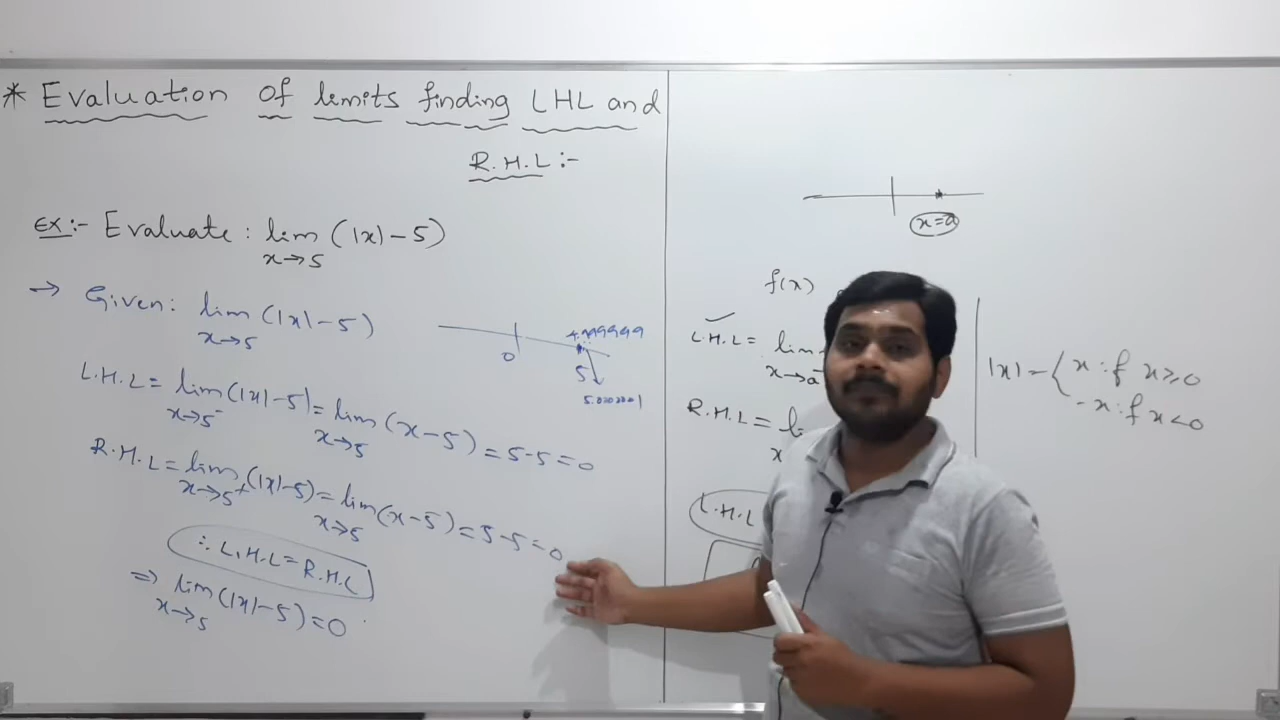 * Evaluation of limits finding LHL and
R.H.L :-
Ex:- Evaluate : lim (|x| - 5)
x→5
→ Given: lim (|x| - 5)
x→5
0
4.999999
5
5.0000001
L.H.L = lim (|x| - 5) = lim (x - 5) = 5 - 5 = 0
x→5⁻ x→5
R.H.L = lim (|x| - 5) = lim (x - 5) = 5 - 5 = 0
x→5⁺ x→5
∴ L.H.L = R.H.L
⇒ lim (|x| - 5) = 0
x→5
x=a
f(x)
L.H.L = lim
x→a⁻
R.H.L =
x
L.H.L
|x| = { x if x ≥ 0
-x if x < 0